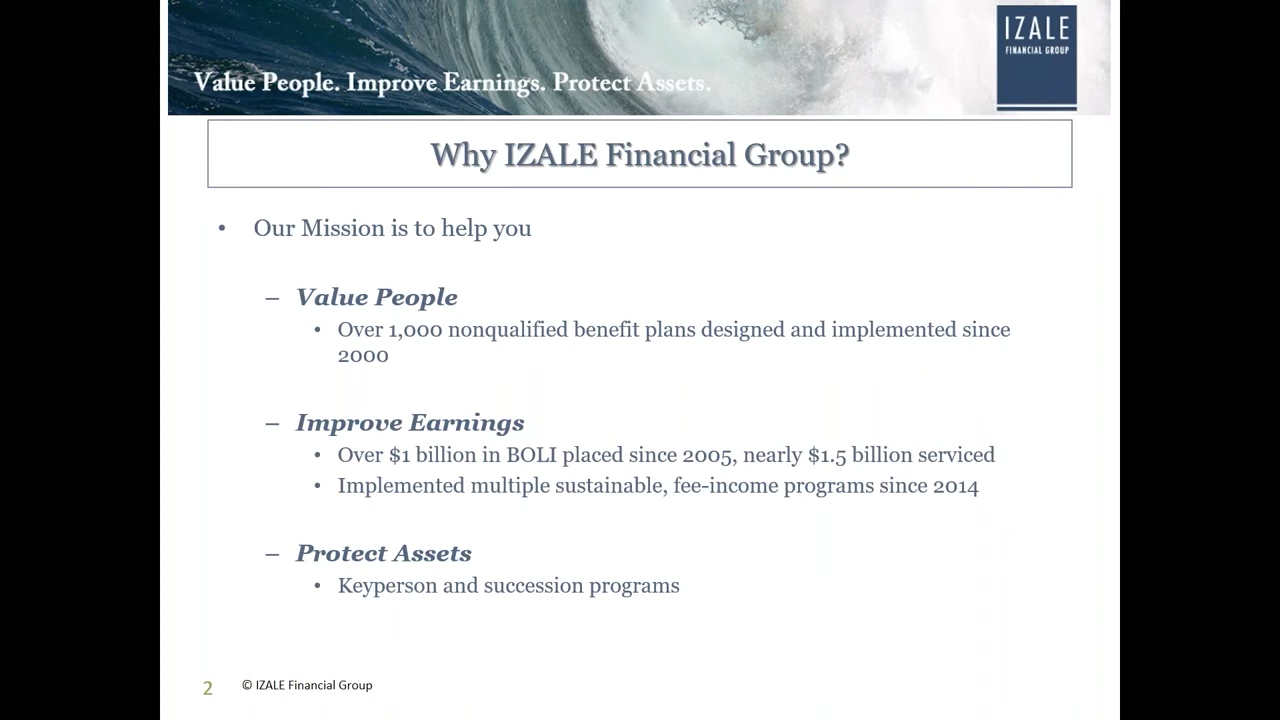 Value People. Improve Earnings. Protect Assets.
IZALE
FINANCIAL GROUP
Why IZALE Financial Group?
• Our Mission is to help you
– Value People
• Over 1,000 nonqualified benefit plans designed and implemented since
2000
– Improve Earnings
• Over $1 billion in BOLI placed since 2005, nearly $1.5 billion serviced
• Implemented multiple sustainable, fee-income programs since 2014
– Protect Assets
• Keyperson and succession programs
2 © IZALE Financial Group